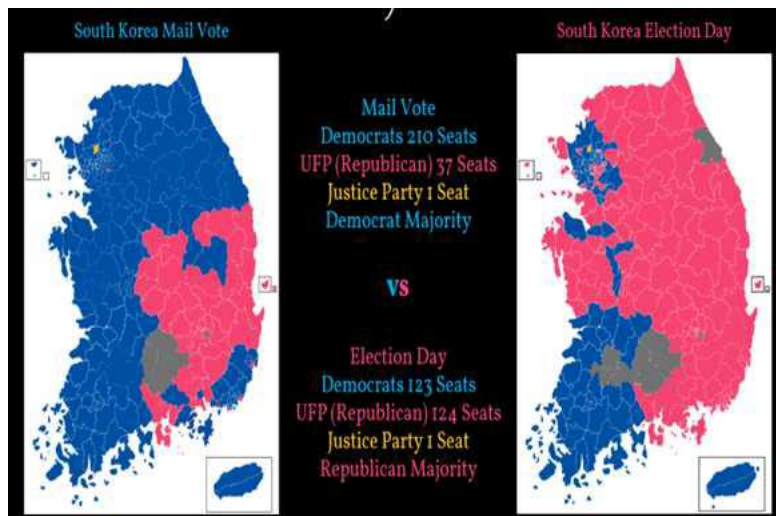 South Korea Mail Vote
South Korea Election Day
Mail Vote
Democrats 210 Seats
UFP (Republican) 37 Seats
Justice Party 1 Seat
Democrat Majority
vs
Election Day
Democrats 123 Seats
UFP (Republican) 124 Seats
Justice Party 1 Seat
Republican Majority